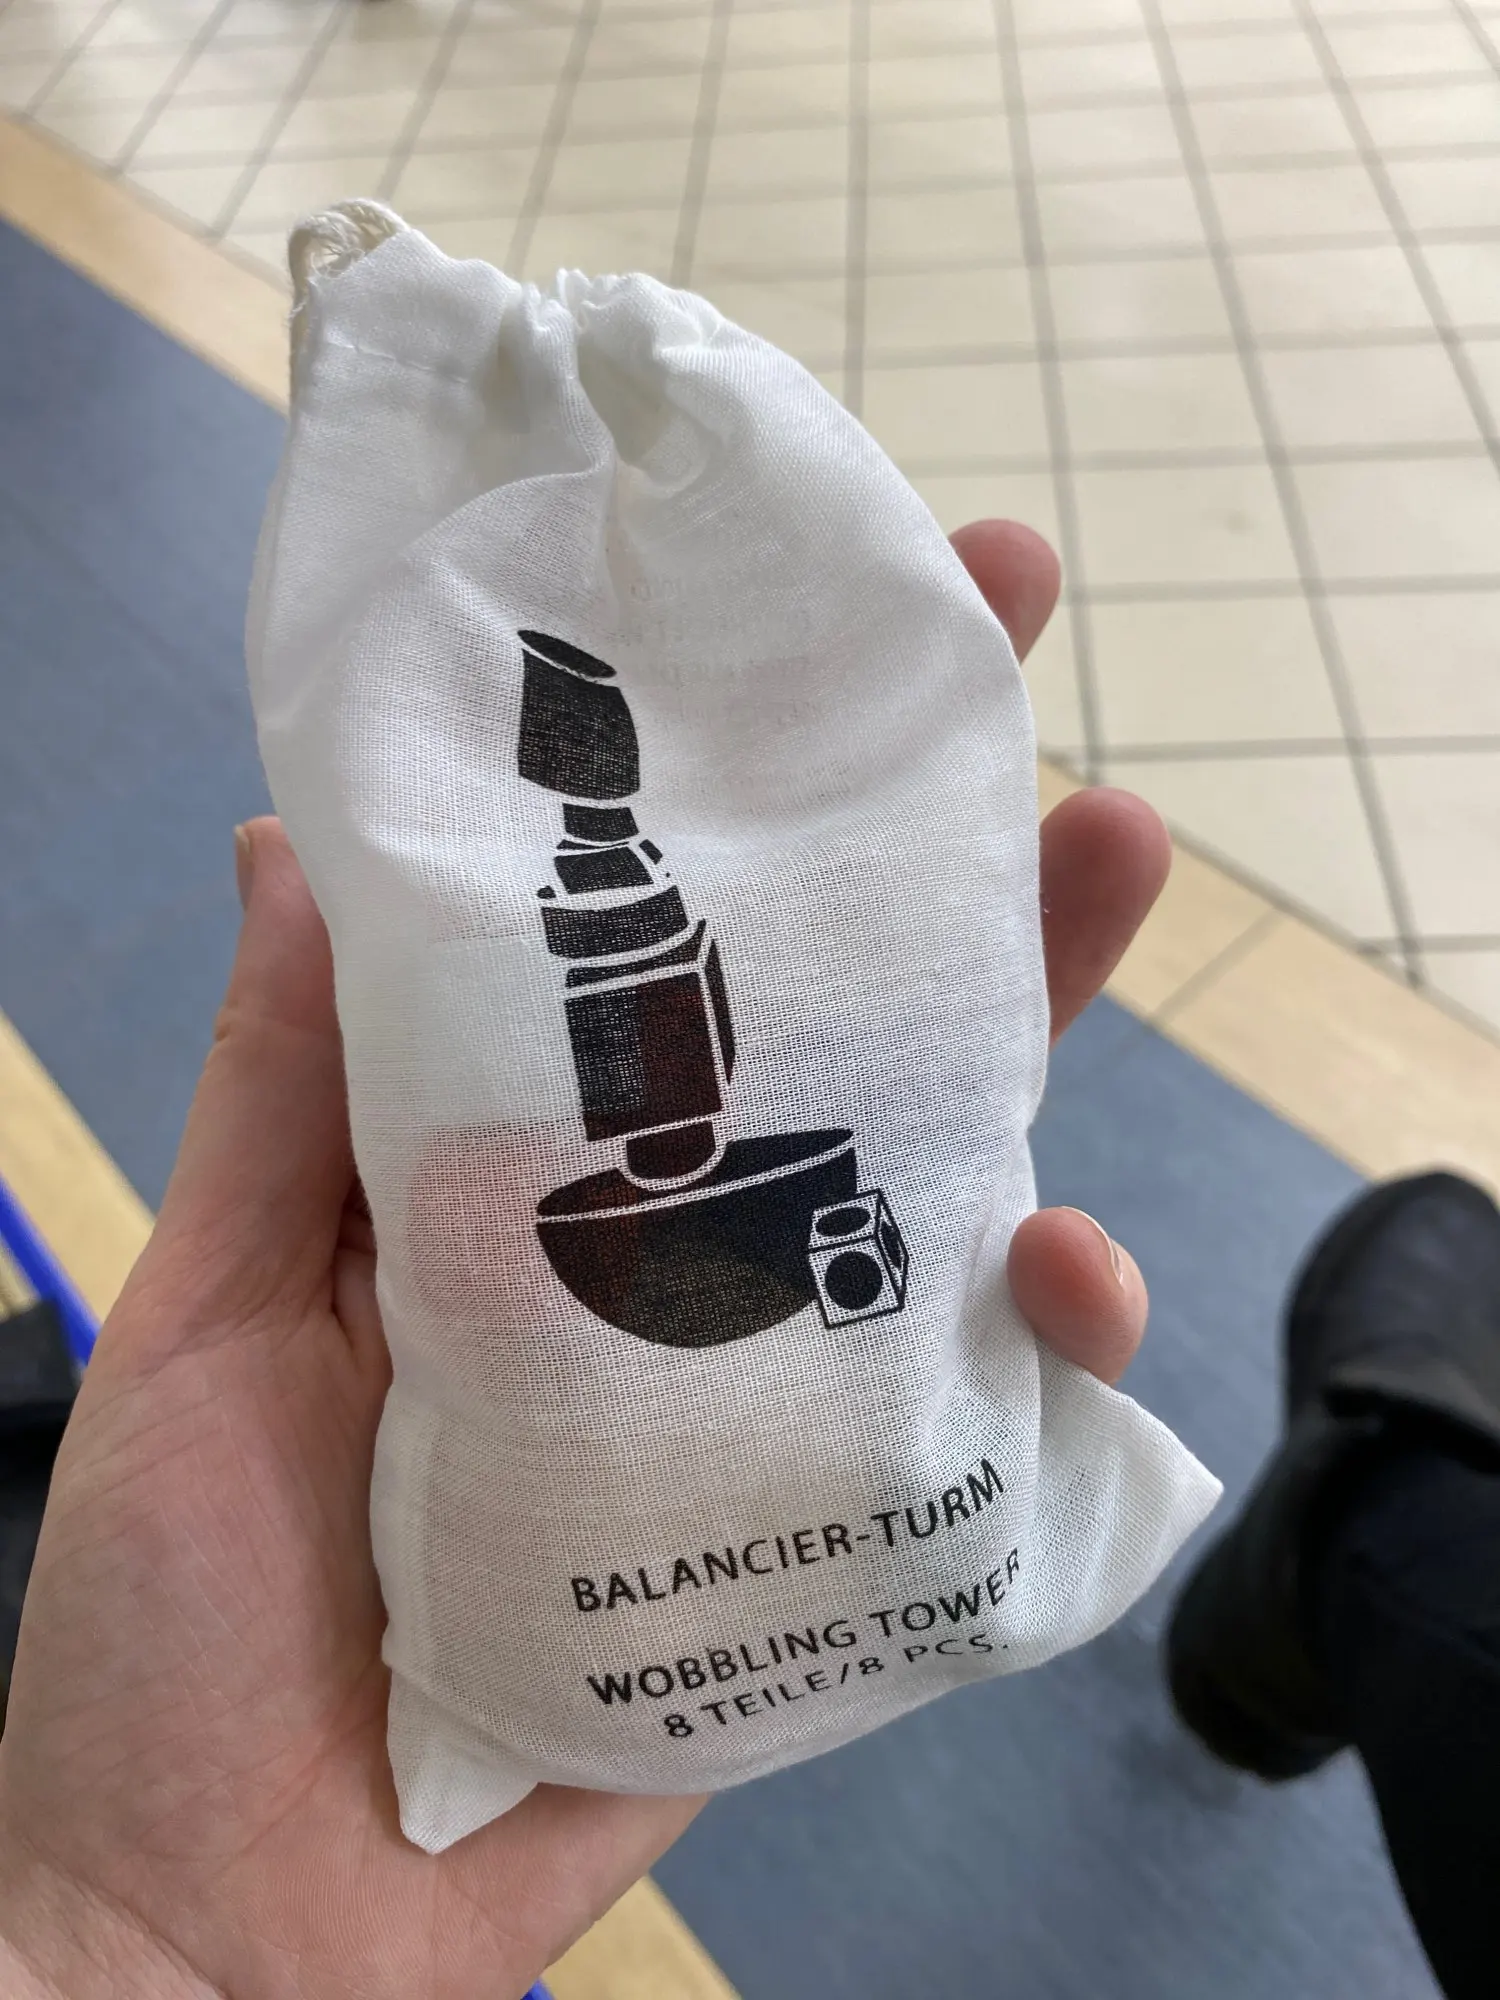 BALANCIER-TURM
WOBBLING TOWER
8 TEILE/8 PCS.